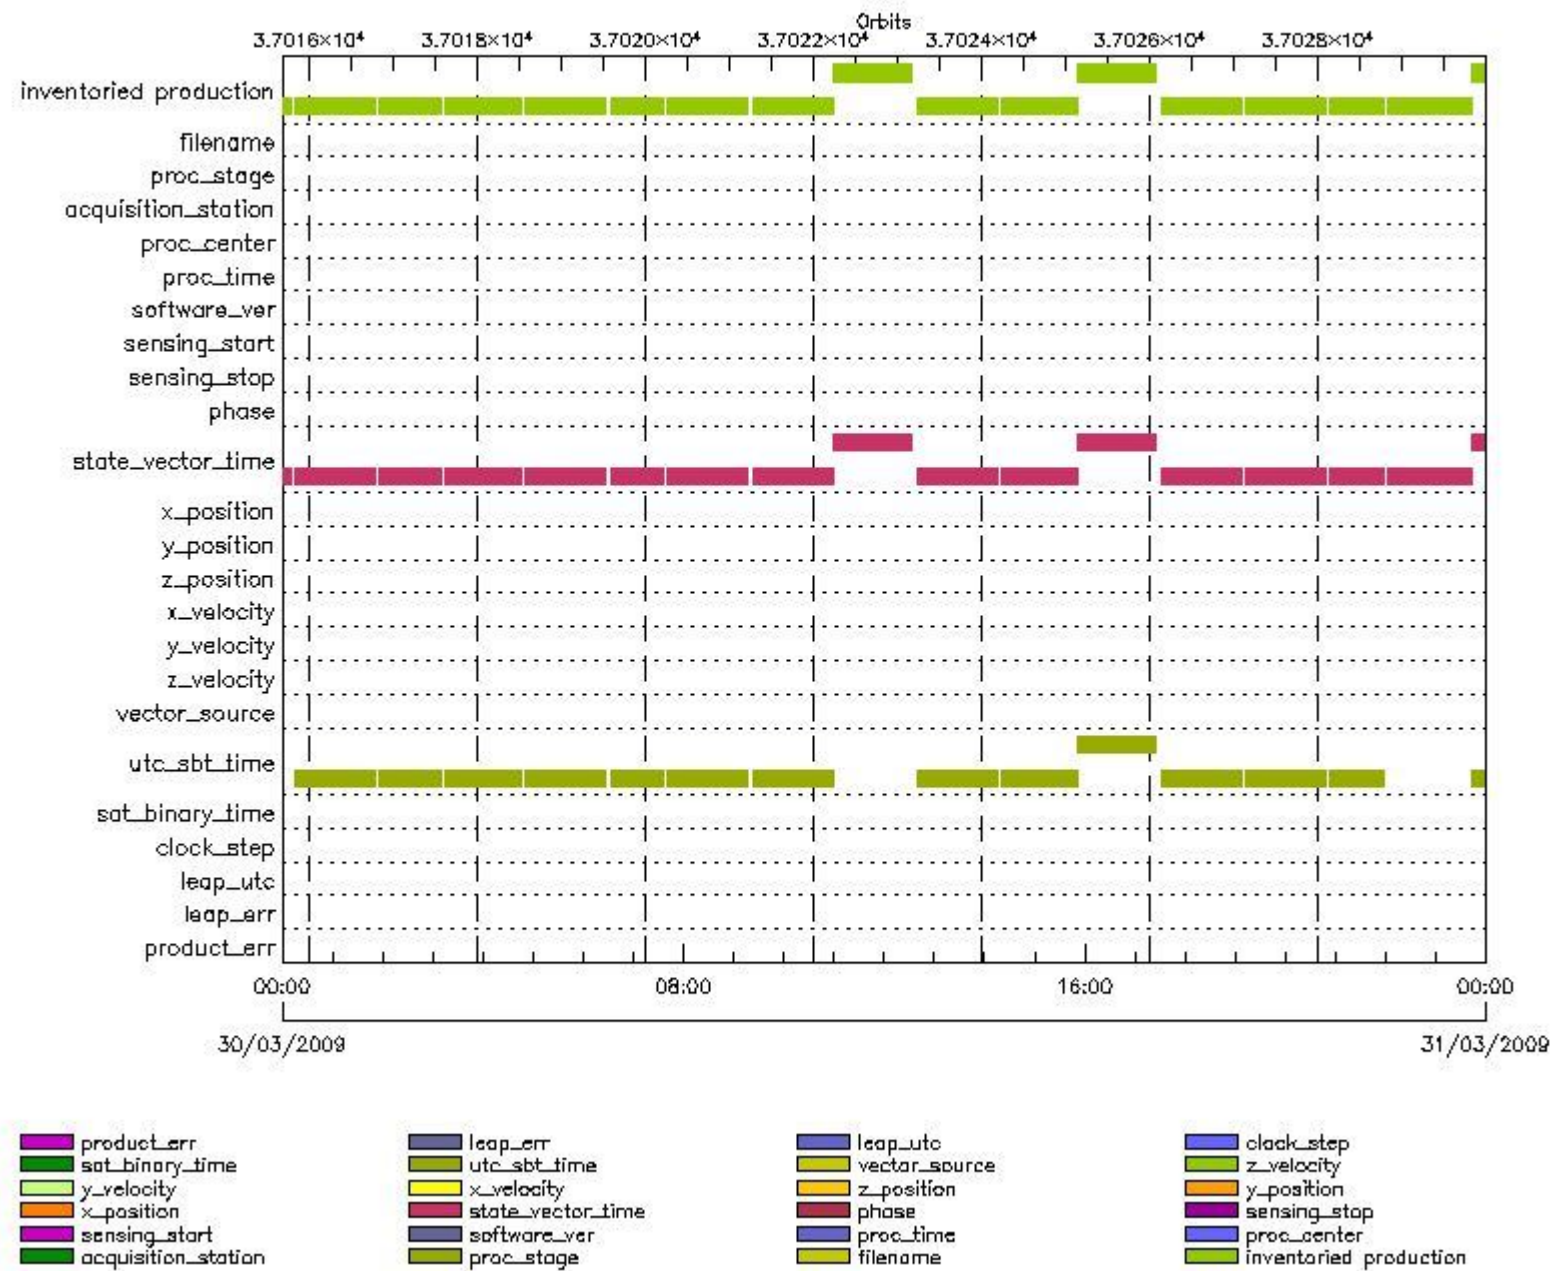 Orbits
3.7016×10⁴ 3.7018×10⁴ 3.7020×10⁴ 3.7022×10⁴ 3.7024×10⁴ 3.7026×10⁴ 3.7028×10⁴
inventoried production
filename
proc_stage
acquisition_station
proc_center
proc_time
software_ver
sensing_start
sensing_stop
phase
state_vector_time
x_position
y_position
z_position
x_velocity
y_velocity
z_velocity
vector_source
utc_sbt_time
sat_binary_time
clock_step
leap_utc
leap_err
product_err
00:00 08:00 16:00 00:00
30/03/2009 31/03/2009
product_err leap_err leap_utc clock_step
sat_binary_time utc_sbt_time vector_source z_velocity
y_velocity x_velocity z_position y_position
x_position state_vector_time phase sensing_stop
sensing_start software_ver proc_time proc_center
acquisition_station proc_stage filename inventoried production